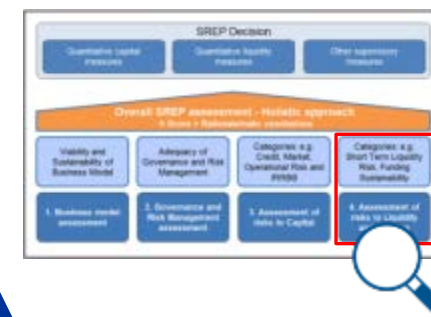 SREP Decision
Quantitative capital
measures
Quantitative liquidity
measures
Other supervisory
measures
Overall SREP assessment - Holistic approach
Viability and
Sustainability of
Business Model
Adequacy of
Governance and Risk
Management
Categories: e.g.
Credit, Market,
Operational Risk and
IRRBB
Categories: e.g.
Short Term Liquidity
Risk, Funding
Sustainability
1. Business model
assessment
2. Governance and
Risk Management
assessment
3. Assessment of
risks to Capital
4. Assessment of
risks to Liquidity